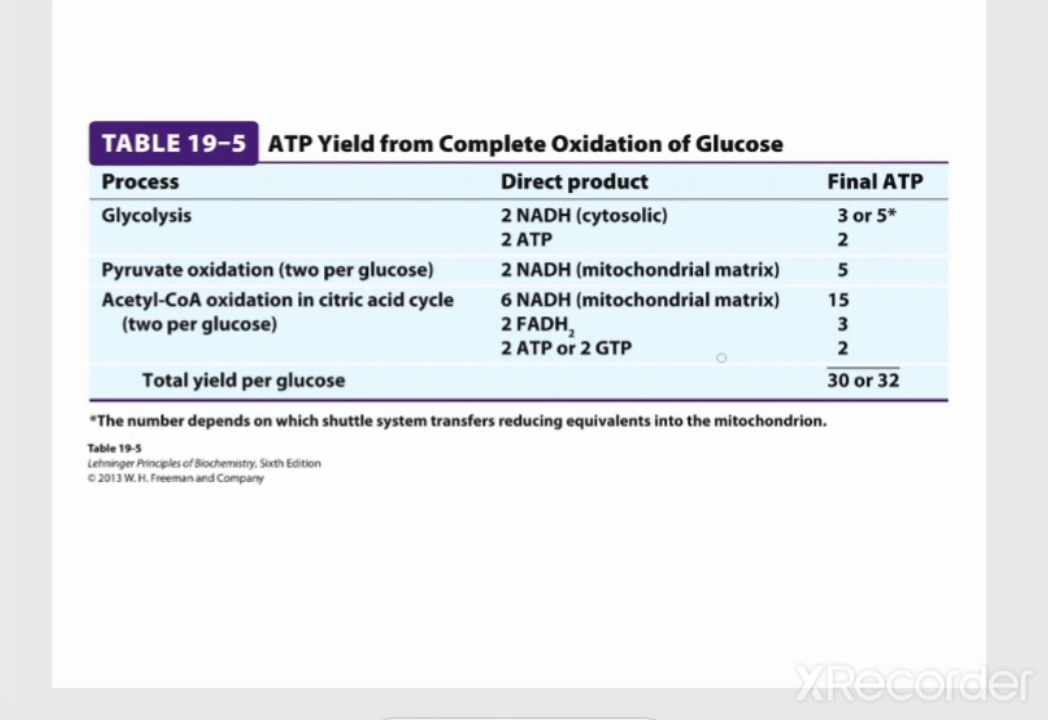 TABLE 19–5 ATP Yield from Complete Oxidation of Glucose
Process Direct product Final ATP
Glycolysis 2 NADH (cytosolic) 3 or 5*
2 ATP 2
Pyruvate oxidation (two per glucose) 2 NADH (mitochondrial matrix) 5
Acetyl-CoA oxidation in citric acid cycle 6 NADH (mitochondrial matrix) 15
(two per glucose) 2 FADH₂ 3
2 ATP or 2 GTP 2
Total yield per glucose 30 or 32
*The number depends on which shuttle system transfers reducing equivalents into the mitochondrion.
Table 19-5
Lehninger Principles of Biochemistry, Sixth Edition
© 2013 W. H. Freeman and Company
XRecorder